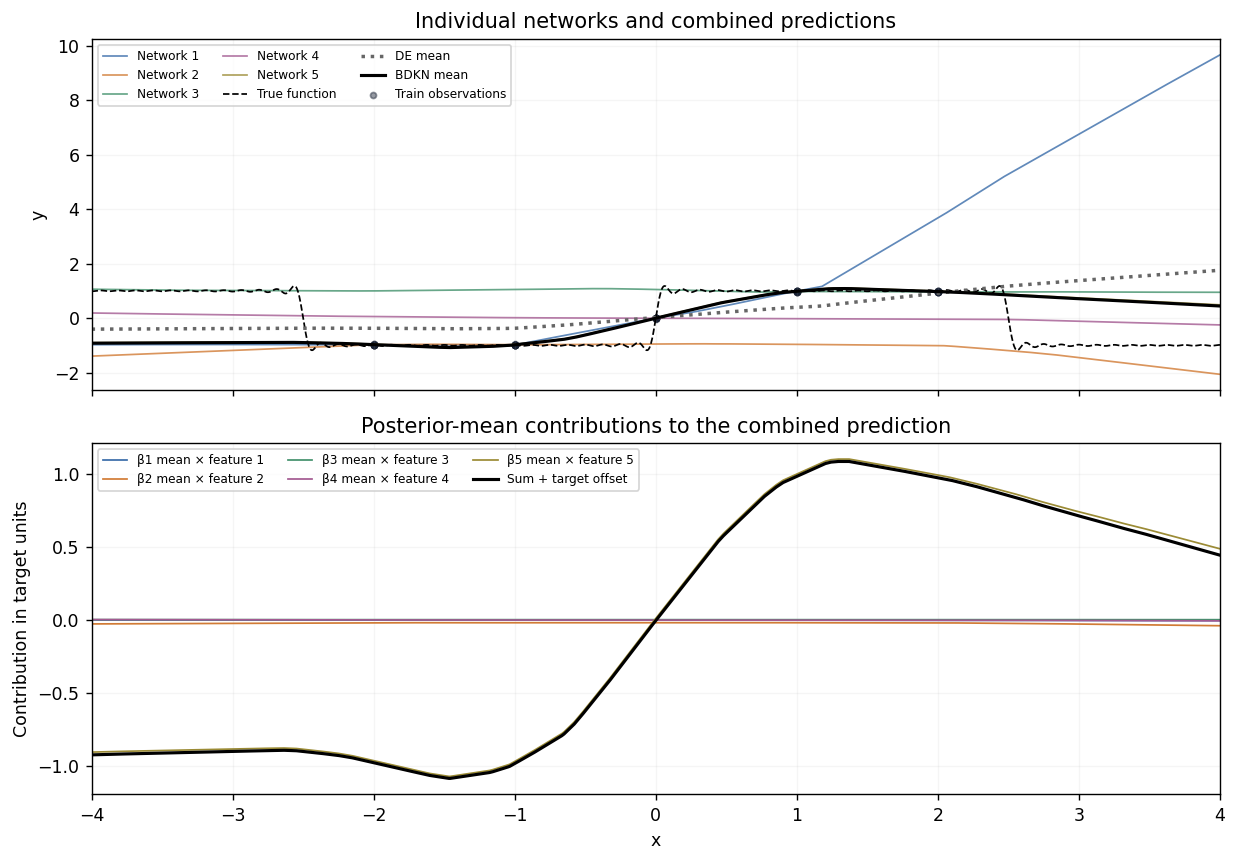 Individual networks and combined predictions
Network 1
Network 2
Network 3
Network 4
Network 5
True function
DE mean
BDKN mean
Train observations
10
8
6
4
2
0
−2
y
Posterior-mean contributions to the combined prediction
β1 mean × feature 1
β2 mean × feature 2
β3 mean × feature 3
β4 mean × feature 4
β5 mean × feature 5
Sum + target offset
1.0
0.5
0.0
−0.5
−1.0
Contribution in target units
−4
−3
−2
−1
0
1
2
3
4
x